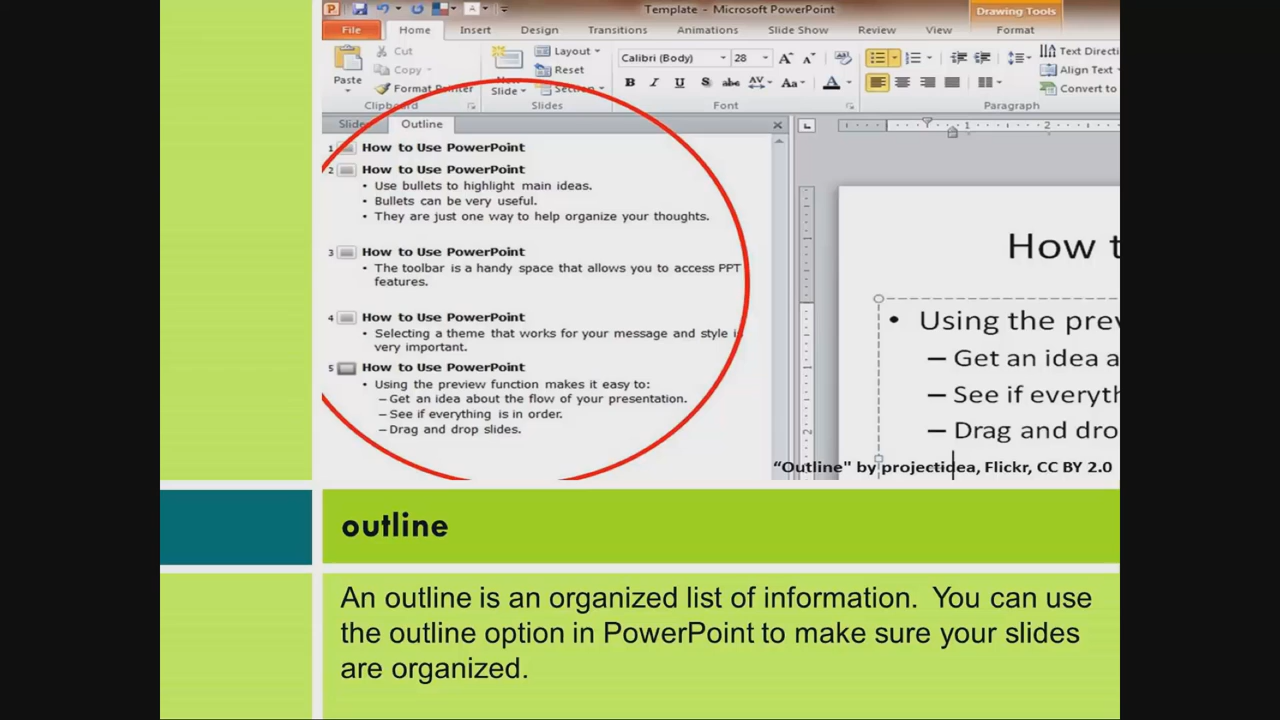 Template - Microsoft PowerPoint
Drawing Tools
File Home Insert Design Transitions Animations Slide Show Review View Format
Cut
Copy
Format Painter
Paste
Clipboard
New
Slide
Layout
Reset
Section
Slides
Calibri (Body) 28
B I U S abc AV Aa A
Font
Text Directi
Align Text
Convert to
Paragraph
Slides Outline
1 How to Use PowerPoint
2 How to Use PowerPoint
• Use bullets to highlight main ideas.
• Bullets can be very useful.
• They are just one way to help organize your thoughts.
3 How to Use PowerPoint
• The toolbar is a handy space that allows you to access PPT
features.
4 How to Use PowerPoint
• Selecting a theme that works for your message and style is
very important.
5 How to Use PowerPoint
• Using the preview function makes it easy to:
– Get an idea about the flow of your presentation.
– See if everything is in order.
– Drag and drop slides.
How t
• Using the prev
– Get an idea a
– See if everyth
– Drag and dro
“Outline" by projectidea, Flickr, CC BY 2.0
outline
An outline is an organized list of information. You can use
the outline option in PowerPoint to make sure your slides
are organized.